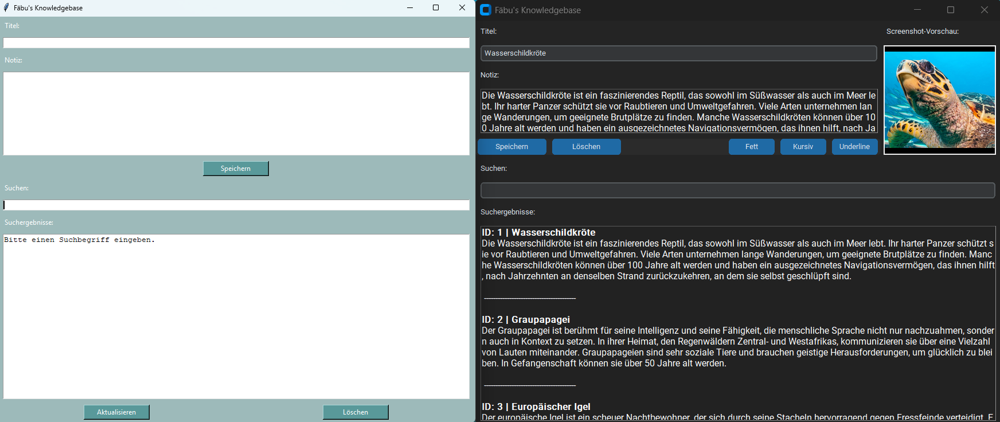 Fäbu's Knowledgebase
Titel:
Notiz:
Speichern
Suchen:
Suchergebnisse:
Bitte einen Suchbegriff eingeben.
Aktualisieren
Löschen
Fäbu's Knowledgebase
Titel:
Wasserschildkröte
Notiz:
Die Wasserschildkröte ist ein faszinierendes Reptil, das sowohl im Süßwasser als auch im Meer le
bt. Ihr harter Panzer schützt sie vor Raubtieren und Umweltgefahren. Viele Arten unternehmen lan
ge Wanderungen, um geeignete Brutplätze zu finden. Manche Wasserschildkröten können über 10
0 Jahre alt werden und haben ein ausgezeichnetes Navigationsvermögen, das ihnen hilft, nach Ja
Screenshot-Vorschau:
Speichern
Löschen
Fett
Kursiv
Underline
Suchen:
Suchergebnisse:
ID: 1 | Wasserschildkröte
Die Wasserschildkröte ist ein faszinierendes Reptil, das sowohl im Süßwasser als auch im Meer lebt. Ihr harter Panzer schützt s
ie vor Raubtieren und Umweltgefahren. Viele Arten unternehmen lange Wanderungen, um geeignete Brutplätze zu finden. Manc
he Wasserschildkröten können über 100 Jahre alt werden und haben ein ausgezeichnetes Navigationsvermögen, das ihnen hilft
, nach Jahrzehnten an denselben Strand zurückzukehren, an dem sie selbst geschlüpft sind.
----------------------------------------
ID: 2 | Graupapagei
Der Graupapagei ist berühmt für seine Intelligenz und seine Fähigkeit, die menschliche Sprache nicht nur nachzuahmen, sonder
n auch in Kontext zu setzen. In ihrer Heimat, den Regenwäldern Zentral- und Westafrikas, kommunizieren sie über eine Vielzahl
von Lauten miteinander. Graupapageien sind sehr soziale Tiere und brauchen geistige Herausforderungen, um glücklich zu blei
ben. In Gefangenschaft können sie über 50 Jahre alt werden.
----------------------------------------
ID: 3 | Europäischer Igel
Der europäische Igel ist ein scheuer Nachtbewohner, der sich durch seine Stacheln hervorragend gegen Fressfeinde verteidigt. E